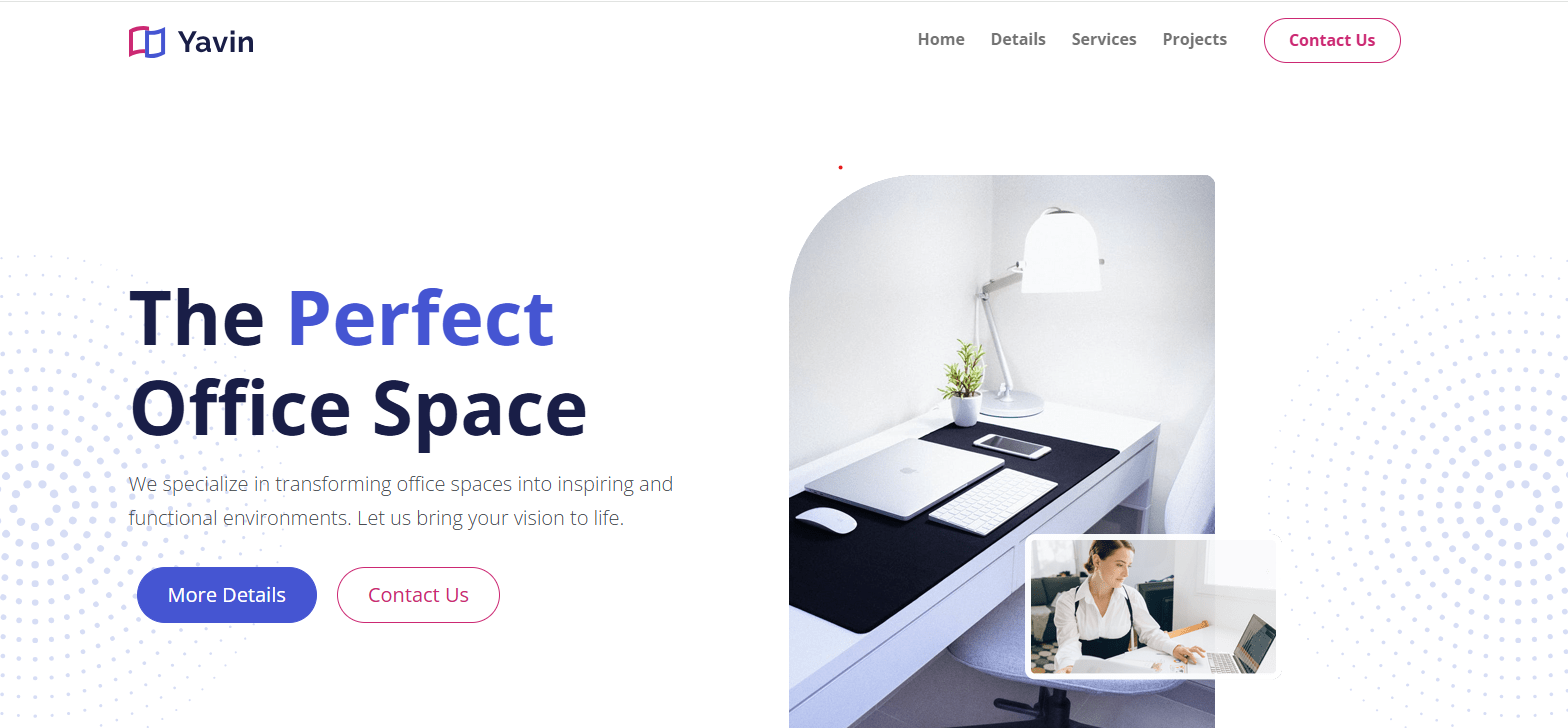 Yavin
Home Details Services Projects Contact Us
The Perfect
Office Space
We specialize in transforming office spaces into inspiring and
functional environments. Let us bring your vision to life.
More Details Contact Us